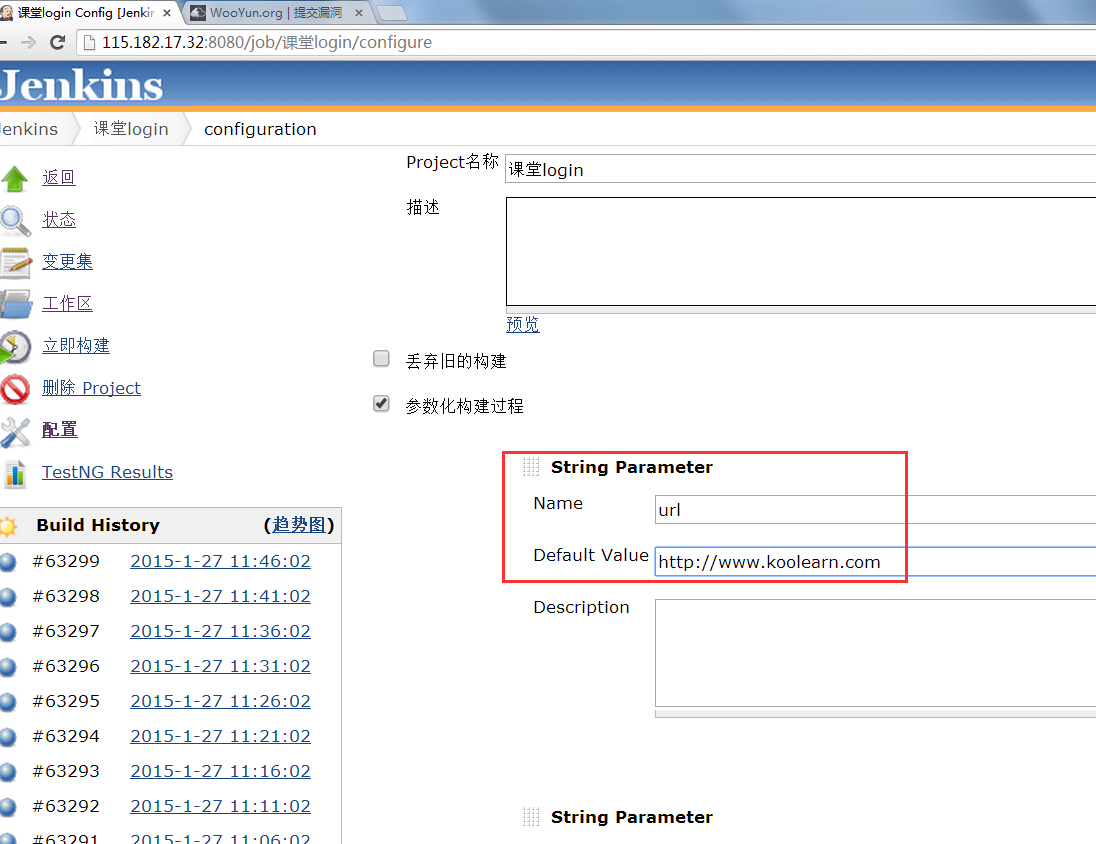 课堂login Config [Jenkin
WooYun.org | 提交漏洞
115.182.17.32:8080/job/课堂login/configure
Jenkins
Jenkins
课堂login
configuration
返回
状态
变更集
工作区
立即构建
删除 Project
配置
TestNG Results
Build History
(趋势图)
#63299 2015-1-27 11:46:02
#63298 2015-1-27 11:41:02
#63297 2015-1-27 11:36:02
#63296 2015-1-27 11:31:02
#63295 2015-1-27 11:26:02
#63294 2015-1-27 11:21:02
#63293 2015-1-27 11:16:02
#63292 2015-1-27 11:11:02
#63291 2015-1-27 11:06:02
Project名称
课堂login
描述
预览
丢弃旧的构建
参数化构建过程
String Parameter
Name
url
Default Value
http://www.koolearn.com
Description
String Parameter